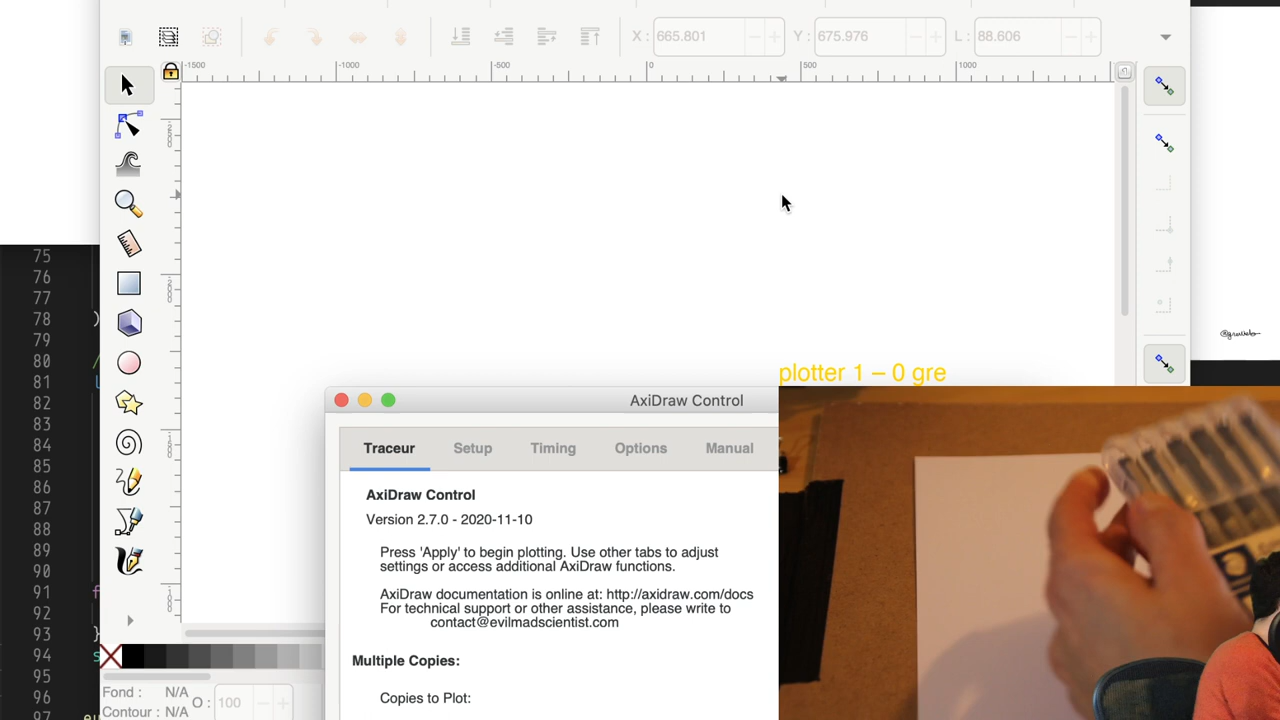 X : 665.801 Y : 675.976 L : 88.606
-1500 -1000 -500 0 500 1000
plotter 1 – 0 gre
AxiDraw Control
Traceur Setup Timing Options Manual
AxiDraw Control
Version 2.7.0 - 2020-11-10
Press 'Apply' to begin plotting. Use other tabs to adjust
settings or access additional AxiDraw functions.
AxiDraw documentation is online at: http://axidraw.com/docs
For technical support or other assistance, please write to
contact@evilmadscientist.com
Multiple Copies:
Copies to Plot:
75
76
77
78 )
79
80 /
81
82
83
84
85
86
87
88
89
90
91 f
92
93 }
94 s
95
96
97
Fond : N/A
Contour : N/A
O : 100